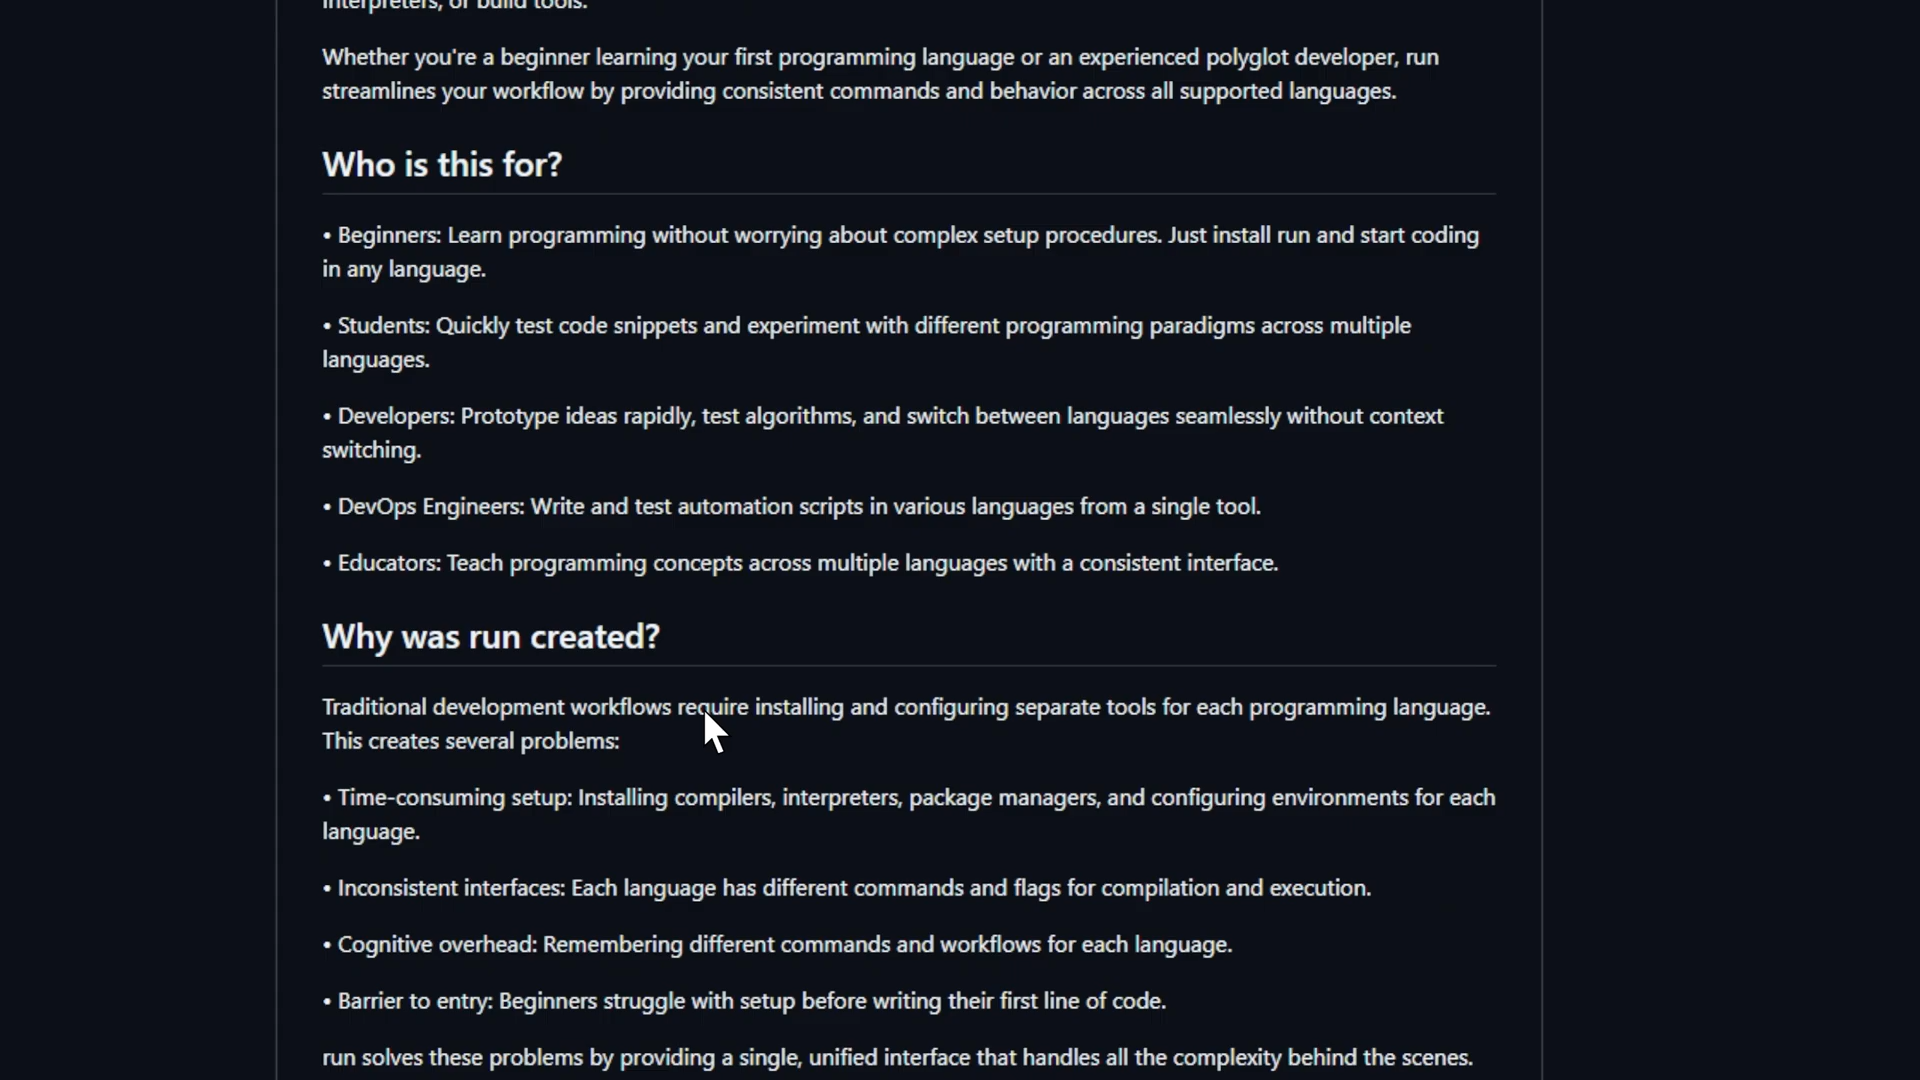 interpreters, or build tools.
Whether you're a beginner learning your first programming language or an experienced polyglot developer, run
streamlines your workflow by providing consistent commands and behavior across all supported languages.
Who is this for?
• Beginners: Learn programming without worrying about complex setup procedures. Just install run and start coding
in any language.
• Students: Quickly test code snippets and experiment with different programming paradigms across multiple
languages.
• Developers: Prototype ideas rapidly, test algorithms, and switch between languages seamlessly without context
switching.
• DevOps Engineers: Write and test automation scripts in various languages from a single tool.
• Educators: Teach programming concepts across multiple languages with a consistent interface.
Why was run created?
Traditional development workflows require installing and configuring separate tools for each programming language.
This creates several problems:
• Time-consuming setup: Installing compilers, interpreters, package managers, and configuring environments for each
language.
• Inconsistent interfaces: Each language has different commands and flags for compilation and execution.
• Cognitive overhead: Remembering different commands and workflows for each language.
• Barrier to entry: Beginners struggle with setup before writing their first line of code.
run solves these problems by providing a single, unified interface that handles all the complexity behind the scenes.